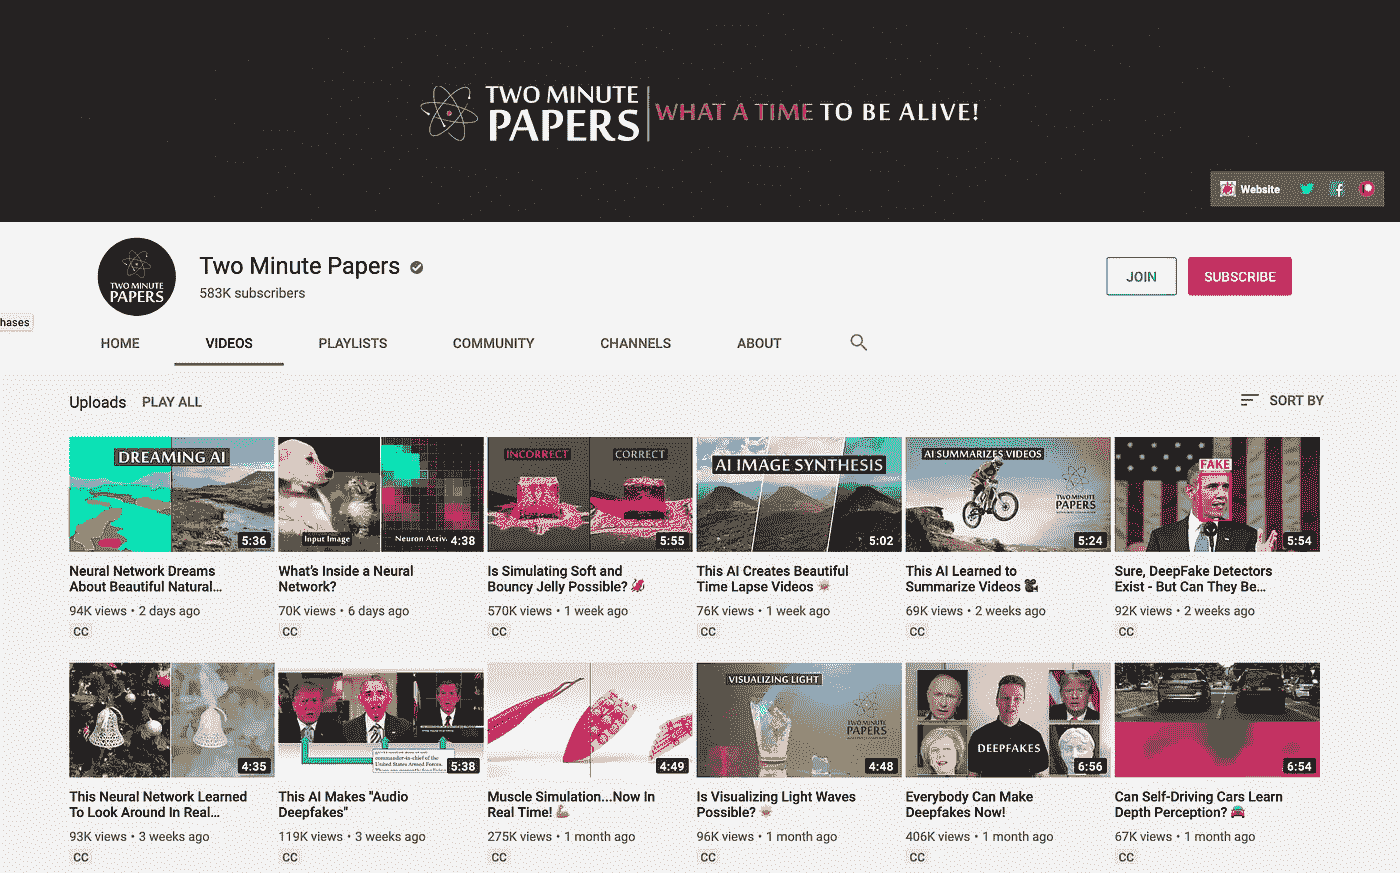 TWO MINUTE
PAPERS
WHAT A TIME TO BE ALIVE!
Website
TWO MINUTE
PAPERS
Two Minute Papers
583K subscribers
JOIN
SUBSCRIBE
hases
HOME
VIDEOS
PLAYLISTS
COMMUNITY
CHANNELS
ABOUT
Uploads
PLAY ALL
SORT BY
DREAMING AI
5:36
Input Image
Neuron Activ
4:38
INCORRECT
CORRECT
5:55
AI IMAGE SYNTHESIS
5:02
AI SUMMARIZES VIDEOS
TWO MINUTE
PAPERS
5:24
FAKE
5:54
Neural Network Dreams
About Beautiful Natural...
94K views • 2 days ago
CC
What's Inside a Neural
Network?
70K views • 6 days ago
CC
Is Simulating Soft and
Bouncy Jelly Possible? 🦑
570K views • 1 week ago
CC
This AI Creates Beautiful
Time Lapse Videos
76K views • 1 week ago
CC
This AI Learned to
Summarize Videos 🎥
69K views • 2 weeks ago
CC
Sure, DeepFake Detectors
Exist - But Can They Be...
92K views • 2 weeks ago
CC
4:35
commander-in-chief of the
United States Armed Forces.
5:38
4:49
VISUALIZING LIGHT
TWO MINUTE
PAPERS
4:48
DEEPFAKES
6:56
6:54
This Neural Network Learned
To Look Around In Real...
93K views • 3 weeks ago
CC
This AI Makes "Audio
Deepfakes"
119K views • 3 weeks ago
CC
Muscle Simulation...Now In
Real Time! 💪
275K views • 1 month ago
CC
Is Visualizing Light Waves
Possible?
96K views • 1 month ago
CC
Everybody Can Make
Deepfakes Now!
406K views • 1 month ago
CC
Can Self-Driving Cars Learn
Depth Perception? 🚘
67K views • 1 month ago
CC